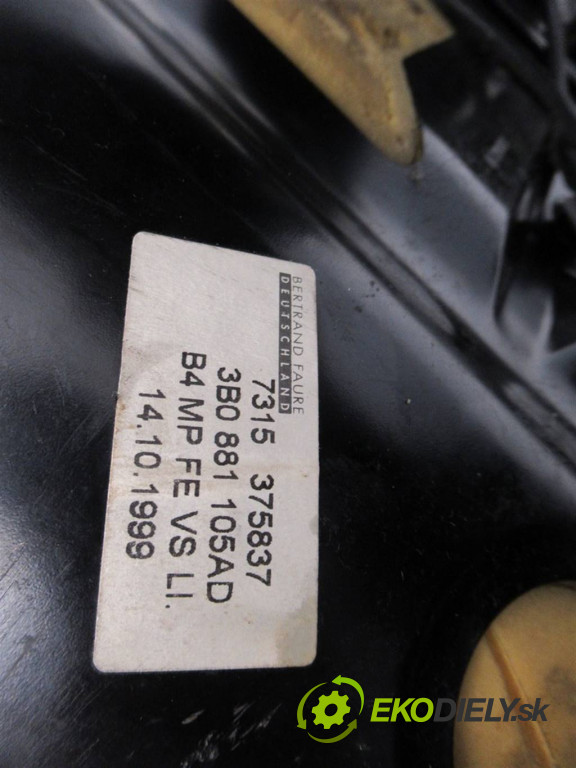 BERTRAND FAURE
DEUTSCHLAND
7315 375837
3B0 881 105AD
B4 MP FE VS LI.
14.10.1999
EKODIELY.sk